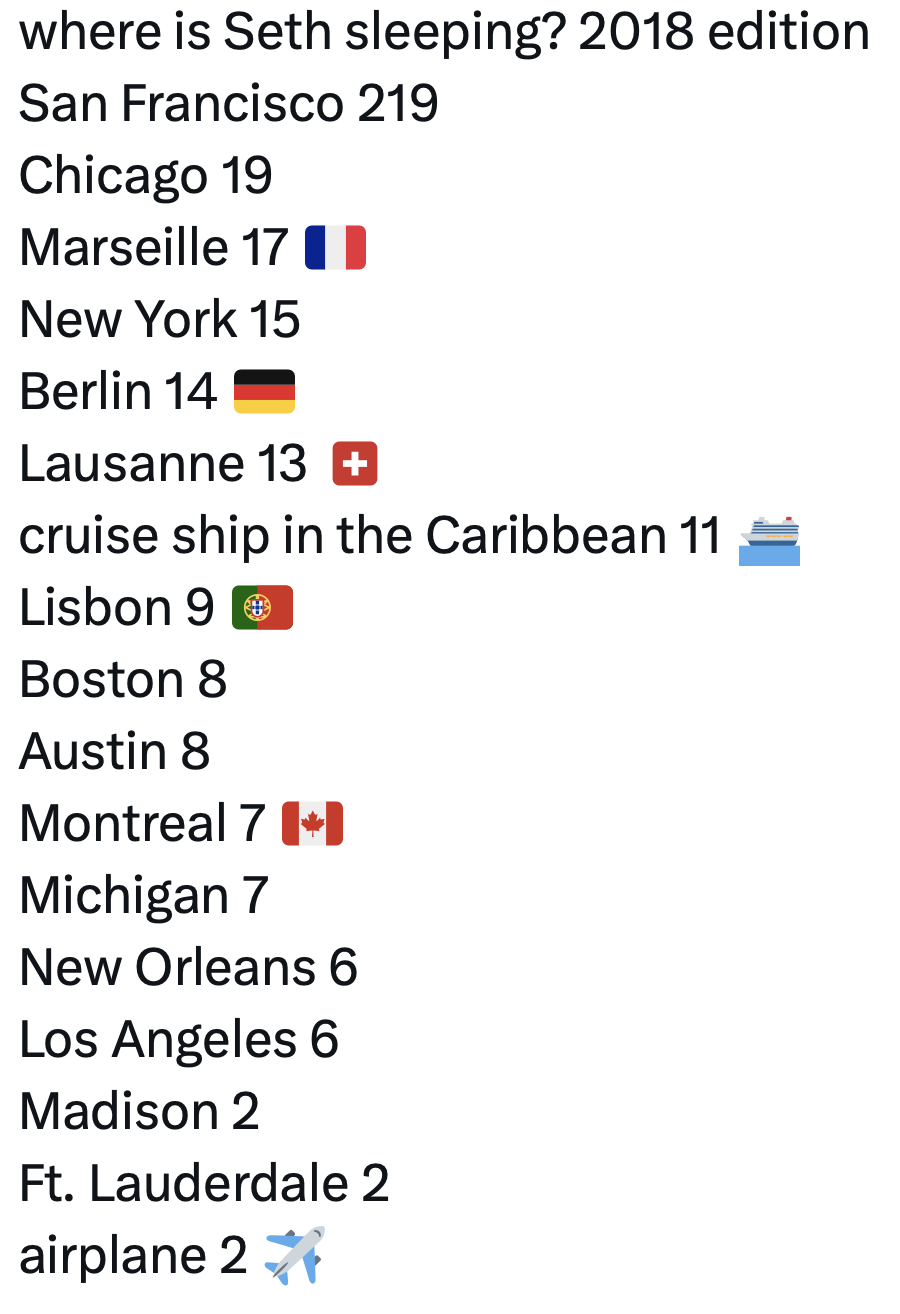 where is Seth sleeping? 2018 edition
San Francisco 219
Chicago 19
Marseille 17 🇫🇷
New York 15
Berlin 14 🇩🇪
Lausanne 13 🇨🇭
cruise ship in the Caribbean 11 🛳️
Lisbon 9 🇵🇹
Boston 8
Austin 8
Montreal 7 🇨🇦
Michigan 7
New Orleans 6
Los Angeles 6
Madison 2
Ft. Lauderdale 2
airplane 2 ✈️